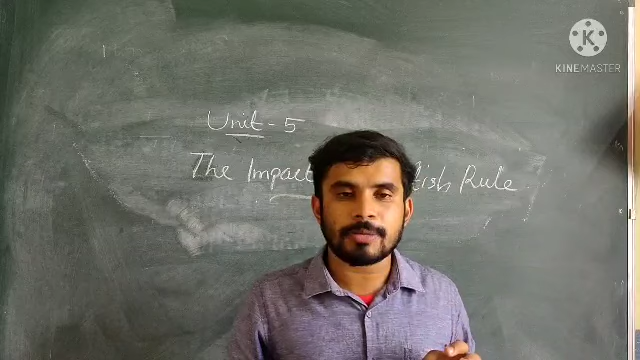 K
KINEMASTER
Unit - 5
The Impact
tish Rule